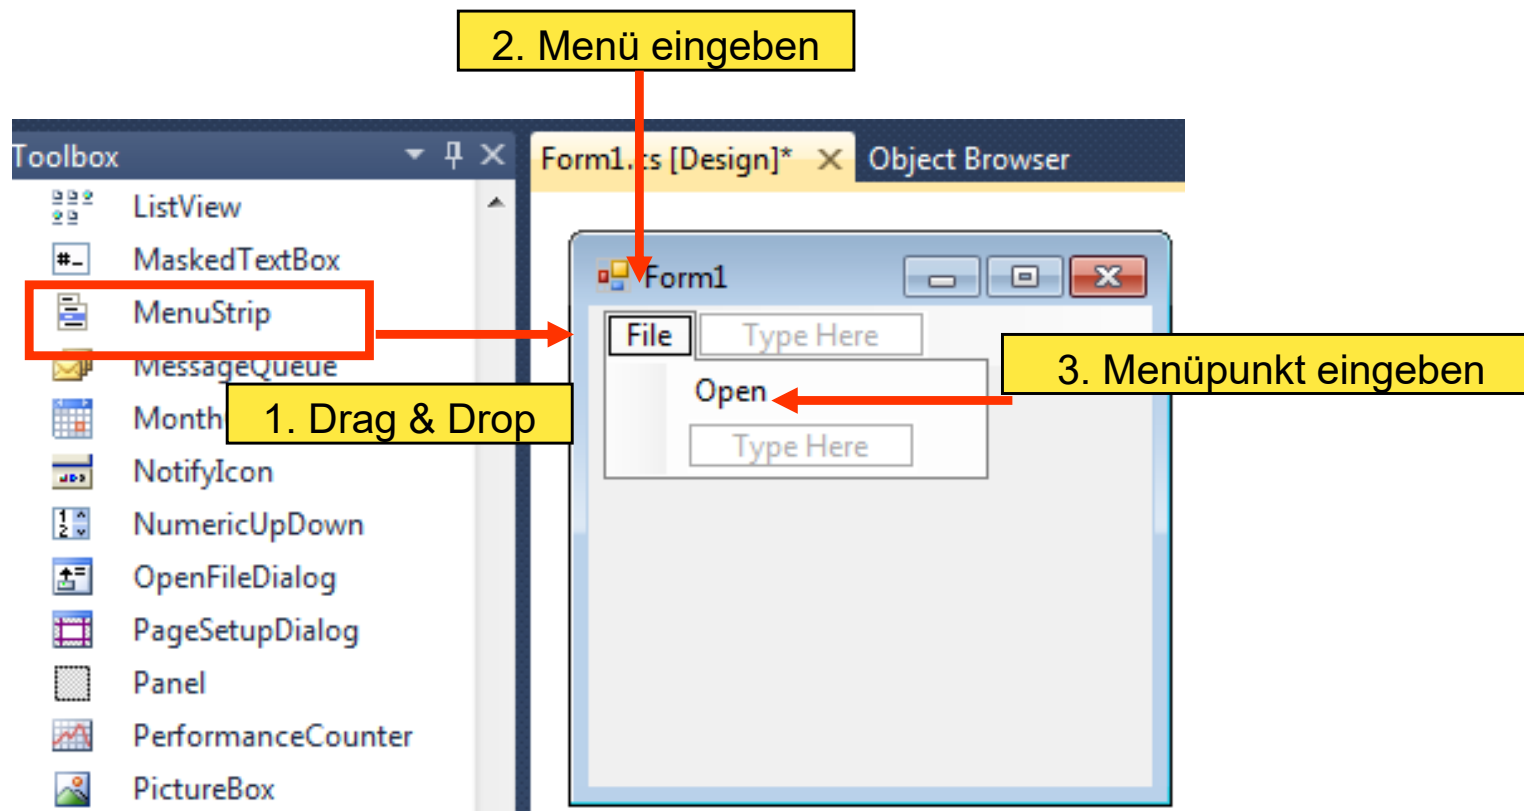 2. Menü eingeben
Toolbox
Form1.cs [Design]*
Object Browser
ListView
MaskedTextBox
MenuStrip
MessageQueue
Month
NotifyIcon
NumericUpDown
OpenFileDialog
PageSetupDialog
Panel
PerformanceCounter
PictureBox
1. Drag & Drop
Form1
File
Type Here
Open
Type Here
3. Menüpunkt eingeben